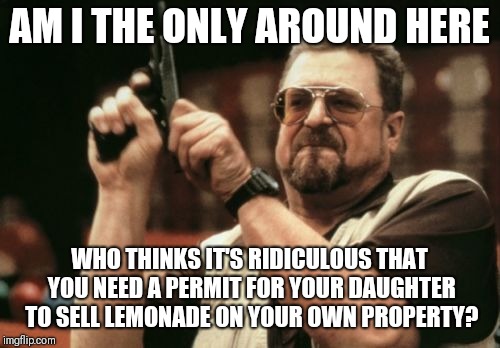 AM I THE ONLY AROUND HERE
WHO THINKS IT'S RIDICULOUS THAT
YOU NEED A PERMIT FOR YOUR DAUGHTER
TO SELL LEMONADE ON YOUR OWN PROPERTY?
imgflip.com